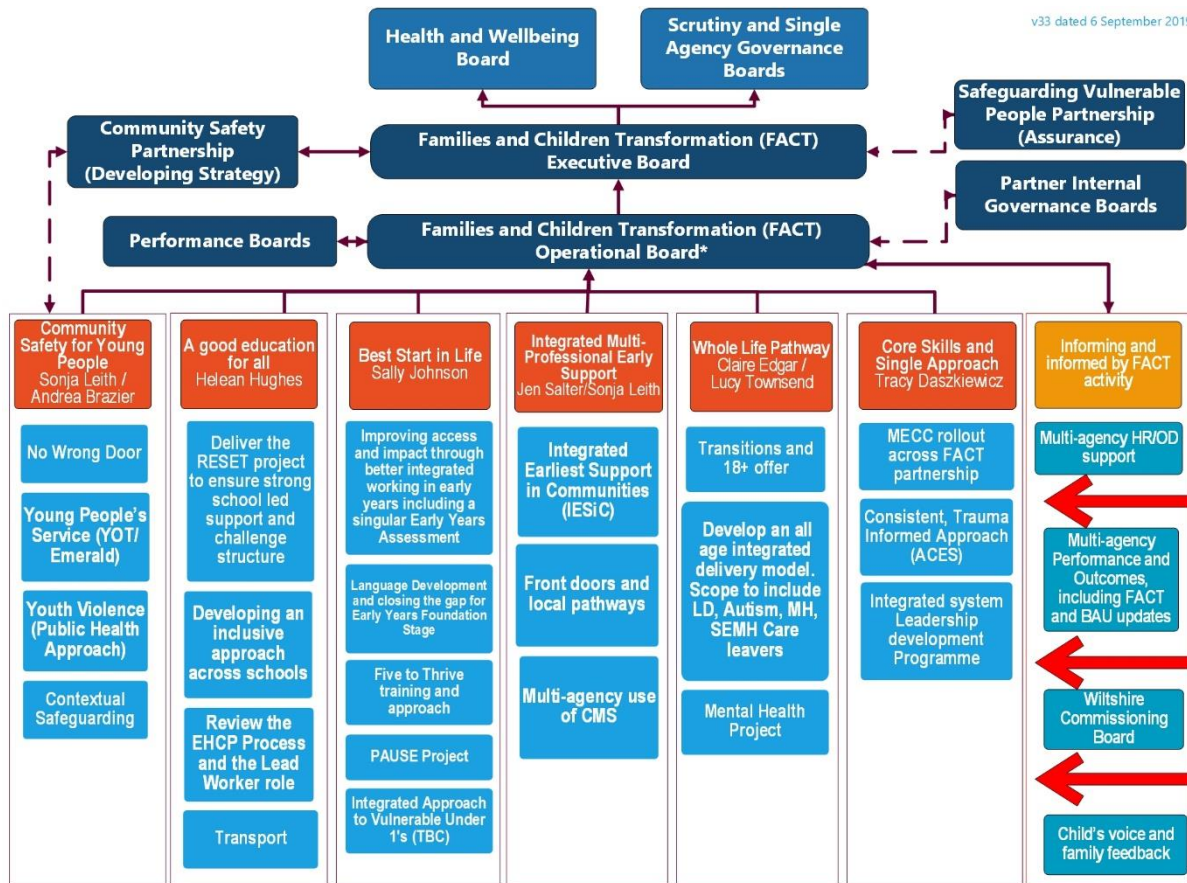 v33 dated 6 September 2019
Health and Wellbeing
Board
Scrutiny and Single
Agency Governance
Boards
Community Safety
Partnership
(Developing Strategy)
Families and Children Transformation (FACT)
Executive Board
Safeguarding Vulnerable
People Partnership
(Assurance)
Partner Internal
Governance Boards
Performance Boards
Families and Children Transformation (FACT)
Operational Board*
Community
Safety for Young
People
Sonja Leith /
Andrea Brazier
No Wrong Door
Young People's
Service (YOT/
Emerald)
Youth Violence
(Public Health
Approach)
Contextual
Safeguarding
A good education
for all
Helean Hughes
Deliver the
RESET project
to ensure strong
school led
support and
challenge
structure
Developing an
inclusive
approach across
schools
Review the
EHCP Process
and the Lead
Worker role
Transport
Best Start in Life
Sally Johnson
Improving access
and impact through
better integrated
working in early
years including a
singular Early Years
Assessment
Language Development
and closing the gap for
Early Years Foundation
Stage
Five to Thrive
training and
approach
PAUSE Project
Integrated Approach
to Vulnerable Under
1's (TBC)
Integrated Multi-
Professional Early
Support
Jen Salter/Sonja Leith
Integrated
Earliest Support
in Communities
(IESiC)
Front doors and
local pathways
Multi-agency use
of CMS
Whole Life Pathway
Claire Edgar /
Lucy Townsend
Transitions and
18+ offer
Develop an all
age integrated
delivery model.
Scope to include
LD, Autism, MH,
SEMH Care
leavers
Mental Health
Project
Core Skills and
Single Approach
Tracy Daszkiewicz
MECC rollout
across FACT
partnership
Consistent, Trauma
Informed Approach
(ACES)
Integrated system
Leadership
development
Programme
Informing and
informed by FACT
activity
Multi-agency HR/OD
support
Multi-agency
Performance and
Outcomes,
including FACT
and BAU updates
Wiltshire
Commissioning
Board
Child's voice and
family feedback